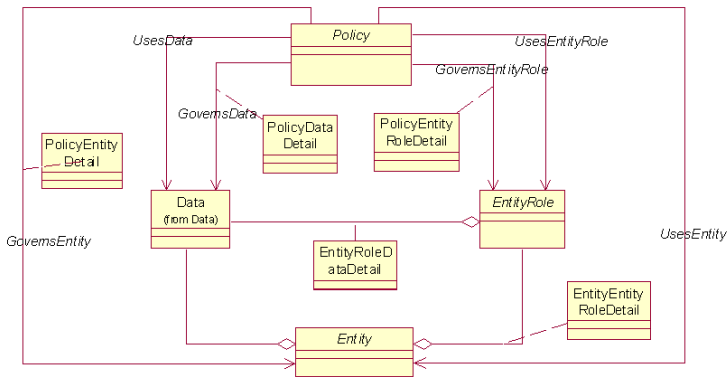 Policy
UsesData
UsesEntityRole
GovernsEntityRole
GovernsData
PolicyData
Detail
PolicyEntity
RoleDetail
PolicyEntity
Detail
Data
(from Data)
EntityRole
GovernsEntity
UsesEntity
EntityRoleD
ataDetail
EntityEntity
RoleDetail
Entity